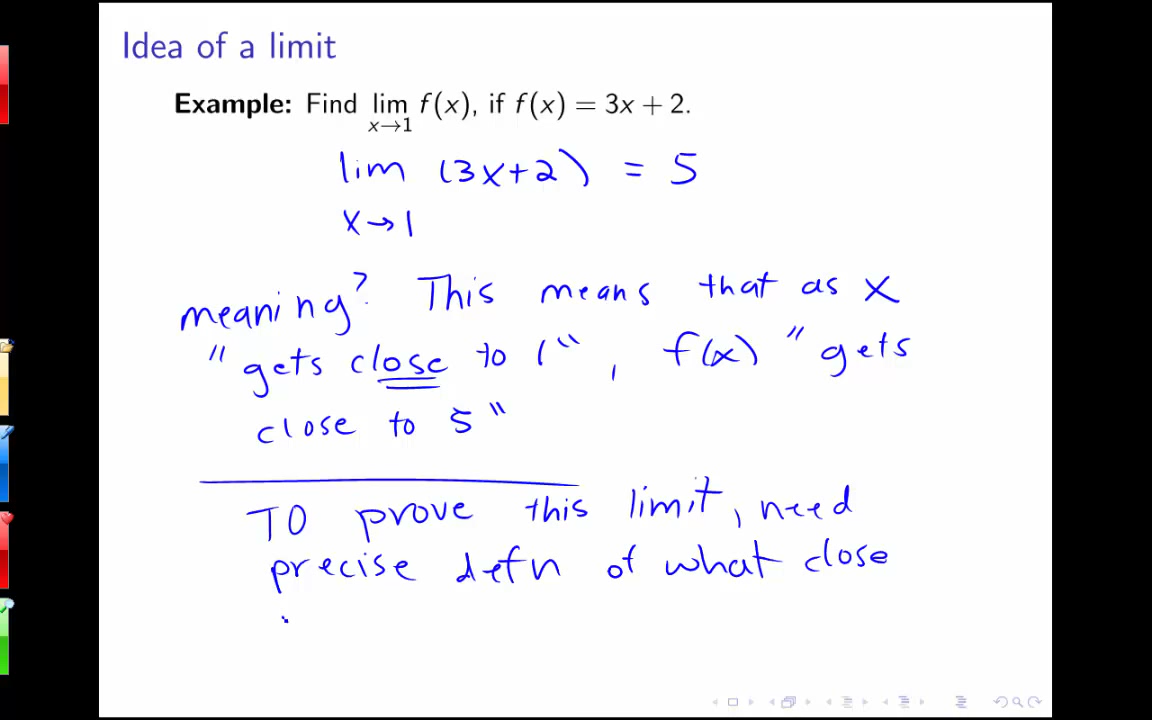 Idea of a limit
Example: Find lim f(x), if f(x) = 3x + 2.
x→1
lim (3x+2) = 5
x→1
meaning? This means that as x
"gets close to 1", f(x) "gets
close to 5"
To prove this limit, need
precise defn of what close